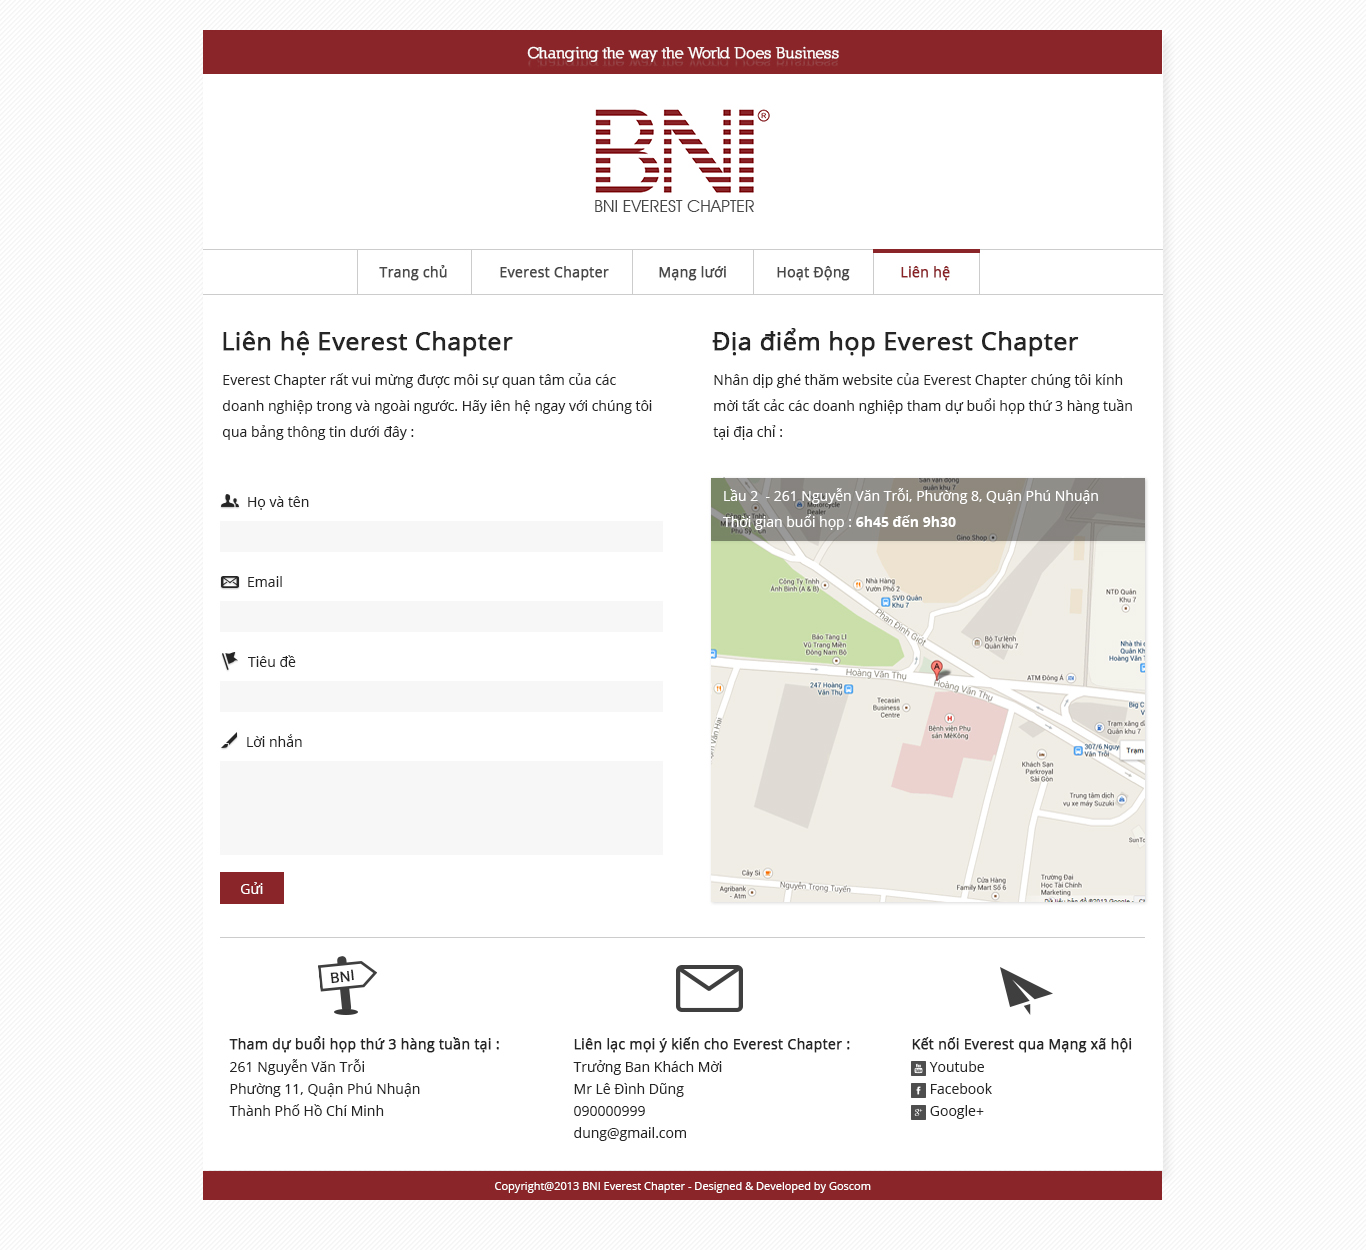 Changing the way the World Does Business
BNI®
BNI EVEREST CHAPTER
Trang chủ
Everest Chapter
Mạng lưới
Hoạt Động
Liên hệ
Liên hệ Everest Chapter
Everest Chapter rất vui mừng được môi sự quan tâm của các
doanh nghiệp trong và ngoài ngước. Hãy iên hệ ngay với chúng tôi
qua bảng thông tin dưới đây :
Họ và tên
Email
Tiêu đề
Lời nhắn
Gửi
Địa điểm họp Everest Chapter
Nhân dịp ghé thăm website của Everest Chapter chúng tôi kính
mời tất cảc các doanh nghiệp tham dự buổi họp thứ 3 hàng tuần
tại địa chỉ :
Lầu 2 - 261 Nguyễn Văn Trỗi, Phường 8, Quận Phú Nhuận
Thời gian buổi họp : 6h45 đến 9h30
Gino Shop
Công Ty Tnhh
An Bình (A & B)
Nhà Hàng
Vườn Phố 2
SVĐ Quân
Khu 7
NTĐ Quân
Khu 7
Phan Đình Giót
Bảo Tang Ll
Vũ Trang Miền
Đông Nam Bộ
Bộ Tư lệnh
Quân khu 7
Hoàng Văn Thụ
A
Hoàng Văn Thụ
ATM Đông Á
247 Hoàng
Văn Thụ
Tecasin
Business
Centre
Bệnh viện Phụ
sản MêKông
Quân khu 7
307/6 Nguy
Văn Trỗi
Trạm
Khách Sạn
Parkroyal
Sài Gòn
Trung tâm dịch
vụ xe máy Suzuki
Cây Si
Agribank
- Atm
Nguyễn Trọng Tuyển
Cửa Hàng
Family Mart Số 6
Trường Đại
Học Tài Chính
Marketing
BNI
Tham dự buổi họp thứ 3 hàng tuần tại :
261 Nguyễn Văn Trỗi
Phường 11, Quận Phú Nhuận
Thành Phố Hồ Chí Minh
Liên lạc mọi ý kiến cho Everest Chapter :
Trưởng Ban Khách Mời
Mr Lê Đình Dũng
090000999
dung@gmail.com
Kết nối Everest qua Mạng xã hội
Youtube
Facebook
Google+
Copyright@2013 BNI Everest Chapter - Designed & Developed by Goscom